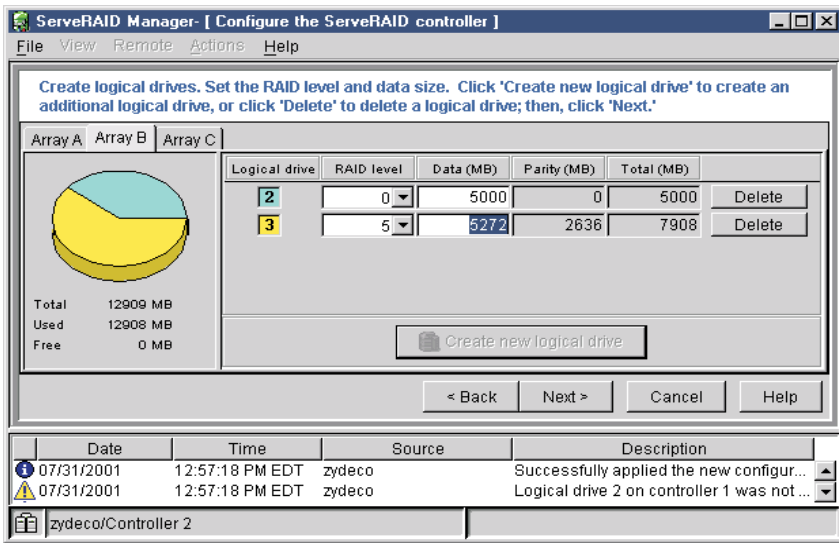 ServeRAID Manager- [ Configure the ServeRAID controller ]
File View Remote Actions Help
Create logical drives. Set the RAID level and data size. Click 'Create new logical drive' to create an
additional logical drive, or click 'Delete' to delete a logical drive; then, click 'Next.'
Array A Array B Array C
Logical drive RAID level Data (MB) Parity (MB) Total (MB)
2 0 5000 0 5000 Delete
3 5 5272 2636 7908 Delete
Total 12909 MB
Used 12908 MB
Free 0 MB
Create new logical drive
< Back Next > Cancel Help
Date Time Source Description
07/31/2001 12:57:18 PM EDT zydeco Successfully applied the new configur...
07/31/2001 12:57:18 PM EDT zydeco Logical drive 2 on controller 1 was not ...
zydeco/Controller 2